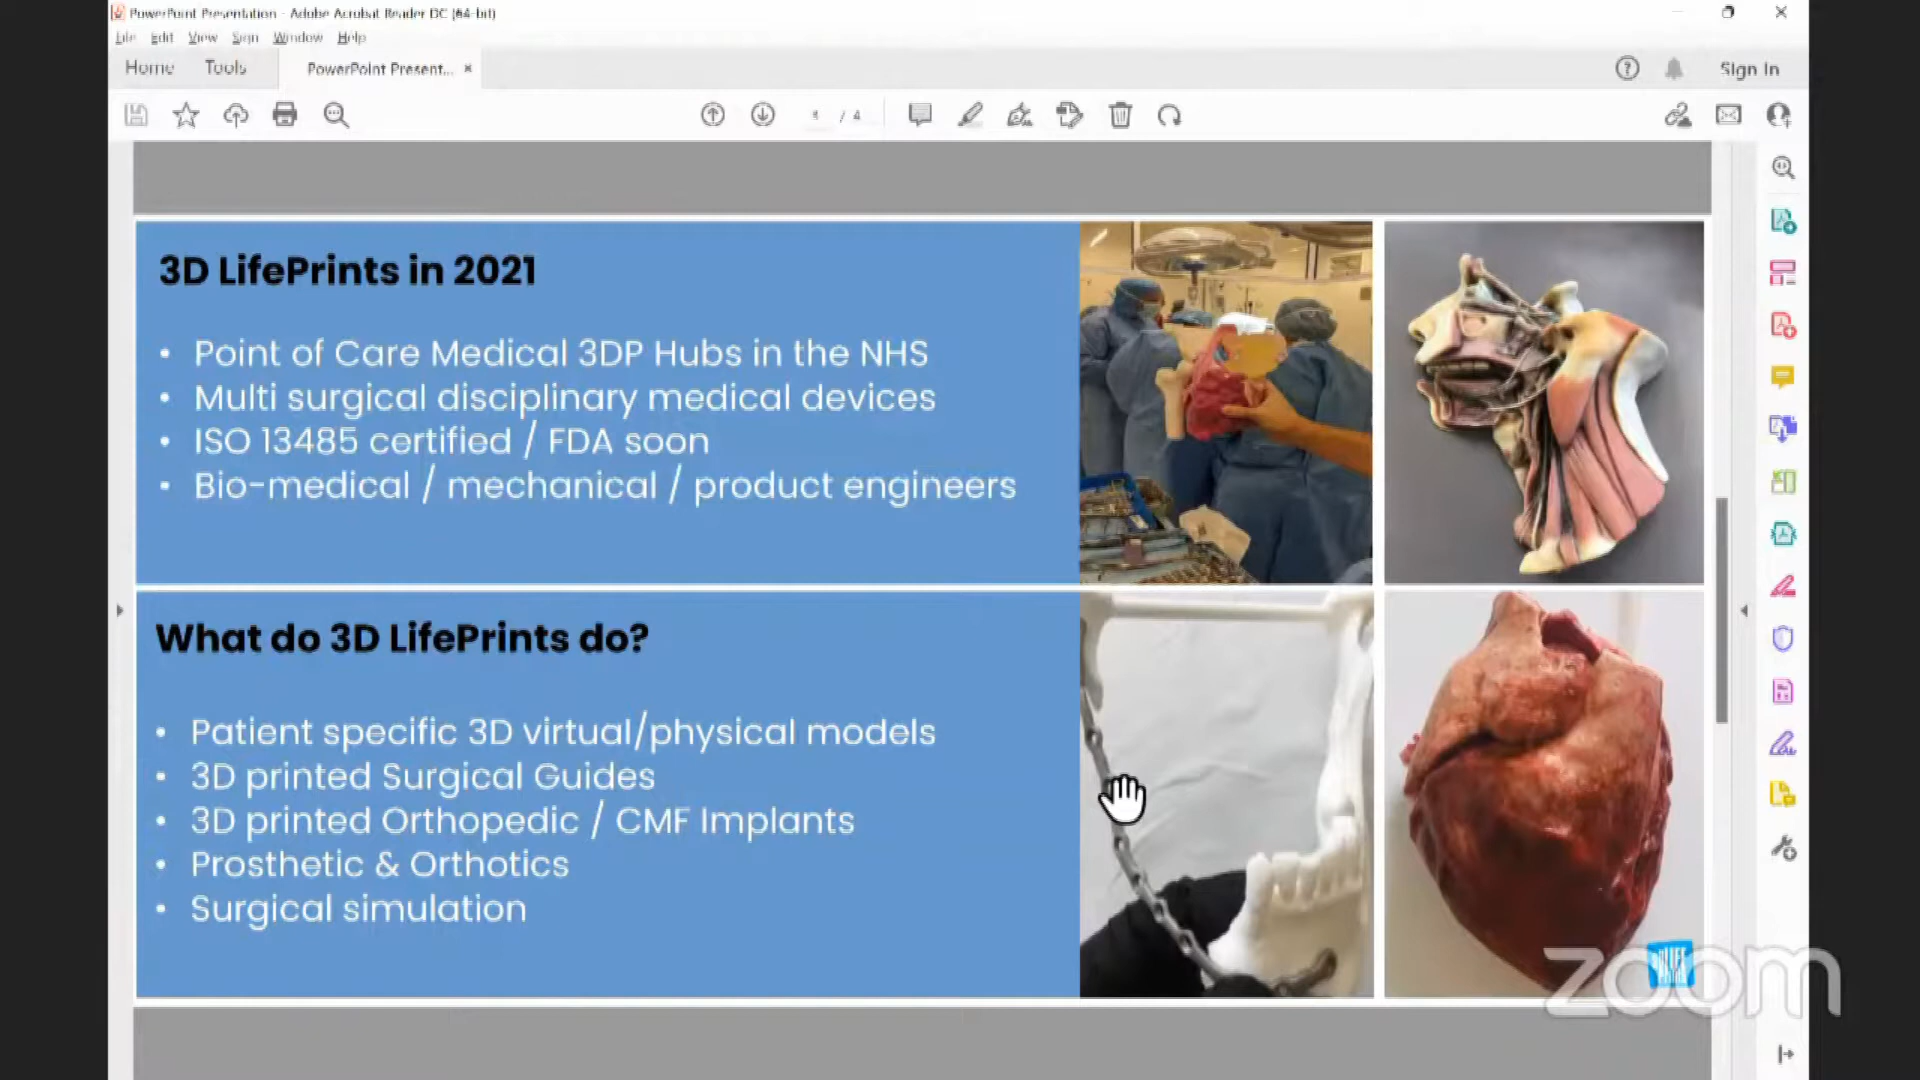 PowerPoint Presentation - Adobe Acrobat Reader DC (64-bit)
File Edit View Sign Window Help
Home Tools PowerPoint Present... × Sign In
/ 4
3D LifePrints in 2021
• Point of Care Medical 3DP Hubs in the NHS
• Multi surgical disciplinary medical devices
• ISO 13485 certified / FDA soon
• Bio-medical / mechanical / product engineers
What do 3D LifePrints do?
• Patient specific 3D virtual/physical models
• 3D printed Surgical Guides
• 3D printed Orthopedic / CMF Implants
• Prosthetic & Orthotics
• Surgical simulation
zoom